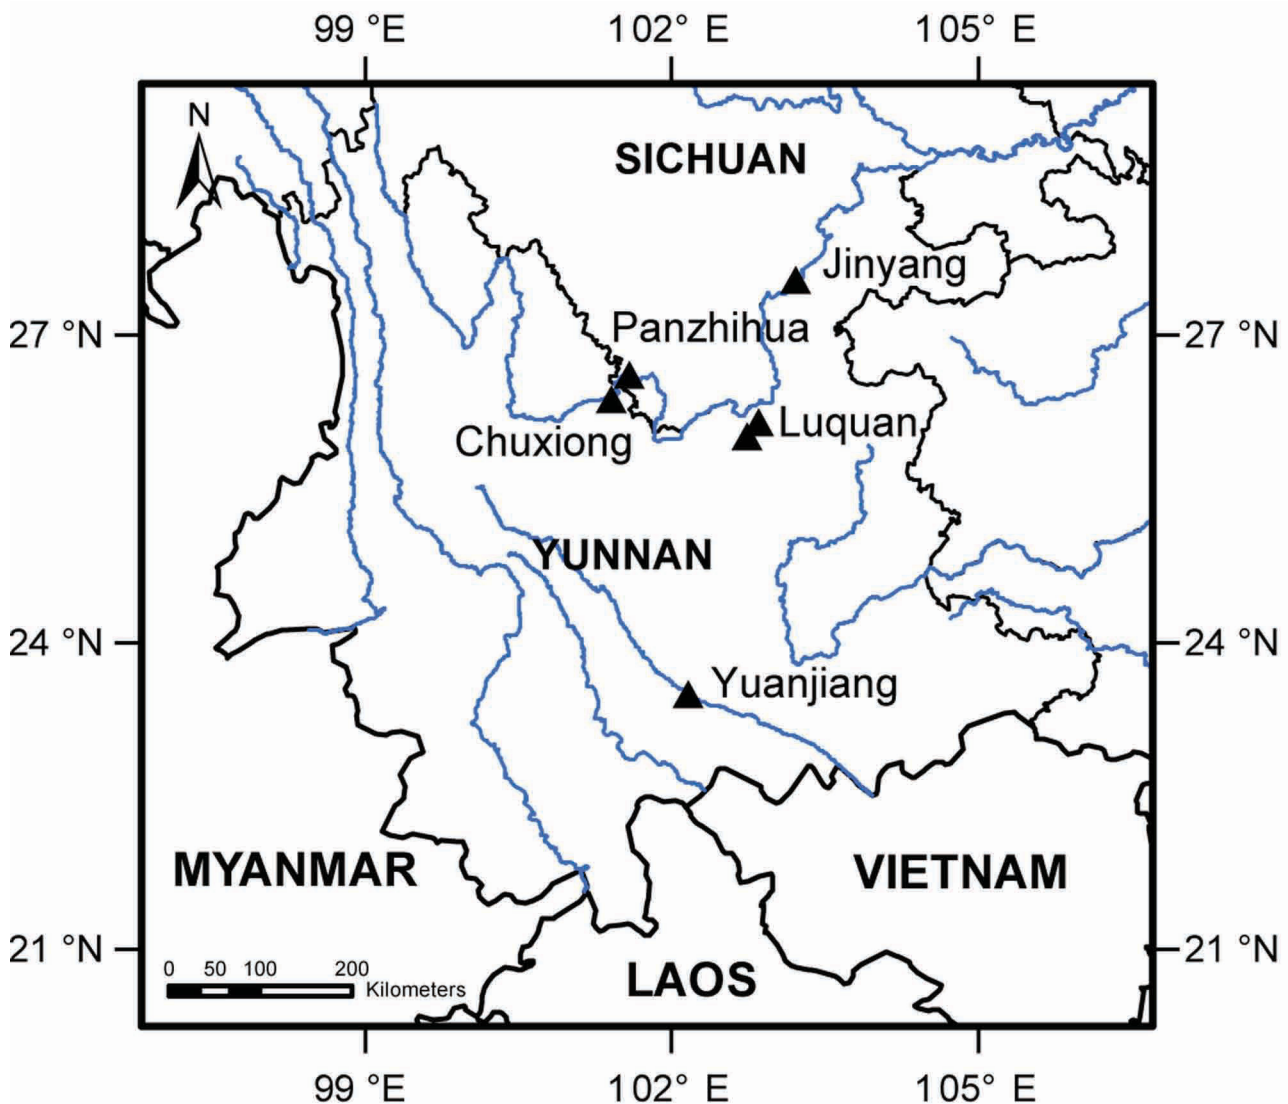 99 °E 102° E 105° E
N
SICHUAN
Jinyang
Panzhihua
27 °N 27 °N
Luquan
Chuxiong
YUNNAN
24 °N 24 °N
Yuanjiang
MYANMAR VIETNAM
21 °N 21 °N
0 50 100 200
Kilometers
LAOS
99 °E 102° E 105° E